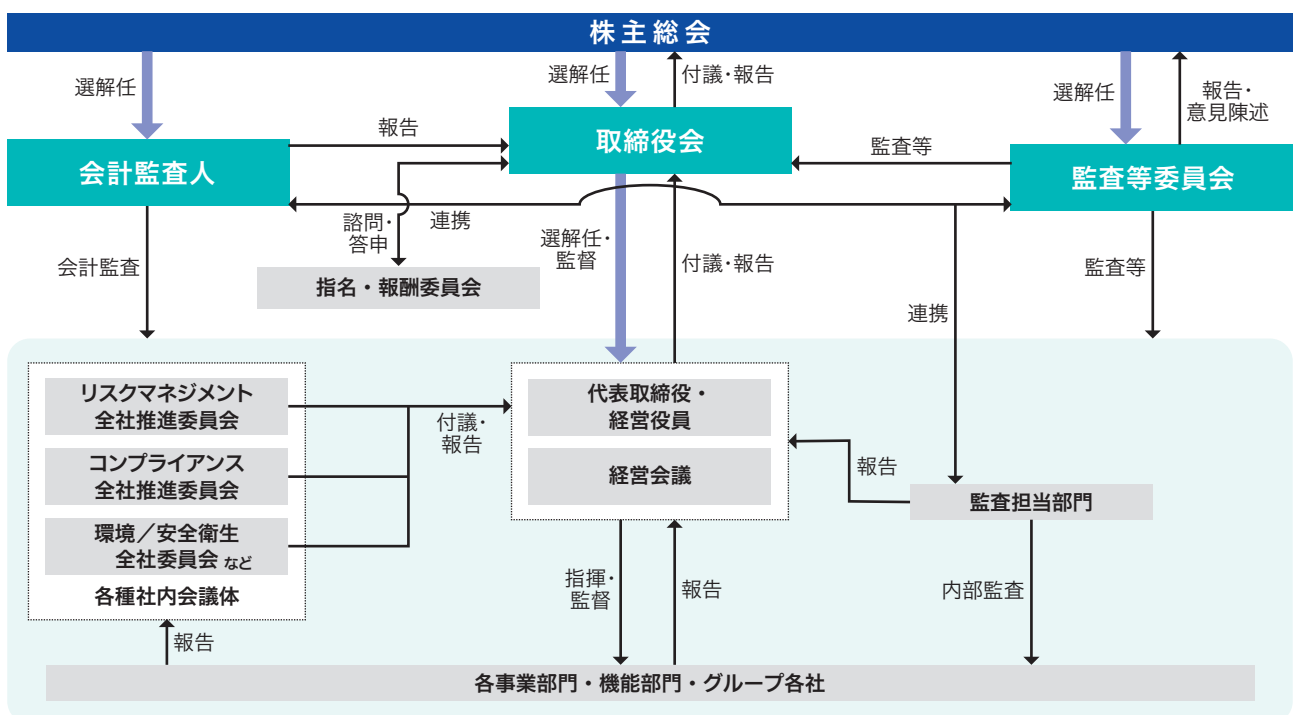 株主総会
選解任
選解任
付議・報告
選解任
報告・
意見陳述
会計監査人
報告
取締役会
監査等
監査等委員会
諮問・
答申
連携
会計監査
指名・報酬委員会
選解任・
監督
付議・報告
連携
監査等
リスクマネジメント
全社推進委員会
コンプライアンス
全社推進委員会
環境／安全衛生
全社委員会 など
各種社内会議体
付議・
報告
代表取締役・
経営役員
経営会議
報告
監査担当部門
報告
指揮・
監督
報告
内部監査
各事業部門・機能部門・グループ各社